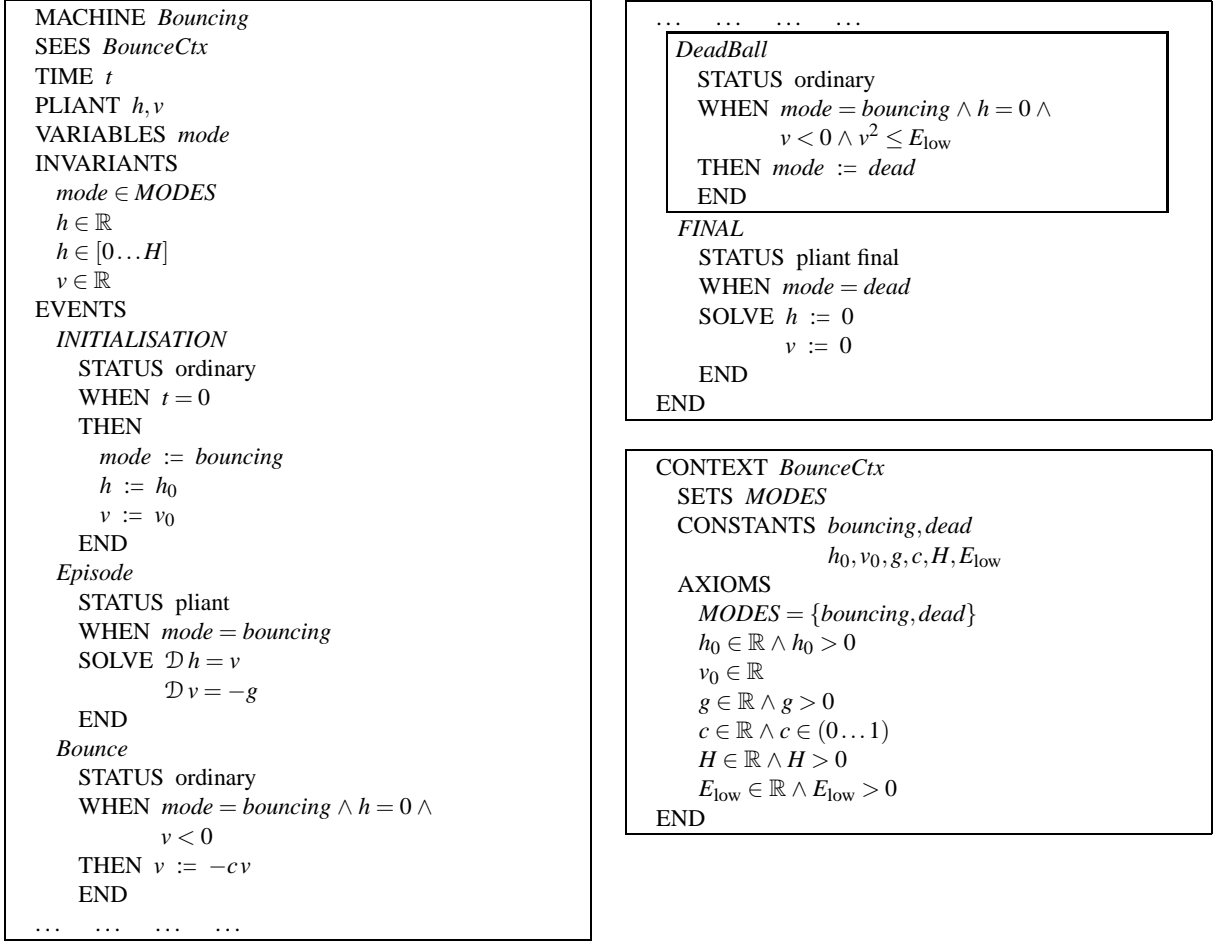 MACHINE Bouncing
SEES BounceCtx
TIME t
PLIANT h,v
VARIABLES mode
INVARIANTS
mode ∈ MODES
h ∈ ℝ
h ∈ [0...H]
v ∈ ℝ
EVENTS
INITIALISATION
STATUS ordinary
WHEN t = 0
THEN
mode := bouncing
h := h₀
v := v₀
END
Episode
STATUS pliant
WHEN mode = bouncing
SOLVE 𝒟 h = v
𝒟 v = −g
END
Bounce
STATUS ordinary
WHEN mode = bouncing ∧ h = 0 ∧
v < 0
THEN v := −c v
END
... ... ... ...
... ... ... ...
DeadBall
STATUS ordinary
WHEN mode = bouncing ∧ h = 0 ∧
v < 0 ∧ v² ≤ E_low
THEN mode := dead
END
FINAL
STATUS pliant final
WHEN mode = dead
SOLVE h := 0
v := 0
END
END
CONTEXT BounceCtx
SETS MODES
CONSTANTS bouncing,dead
h₀,v₀,g,c,H,E_low
AXIOMS
MODES = {bouncing,dead}
h₀ ∈ ℝ ∧ h₀ > 0
v₀ ∈ ℝ
g ∈ ℝ ∧ g > 0
c ∈ ℝ ∧ c ∈ (0...1)
H ∈ ℝ ∧ H > 0
E_low ∈ ℝ ∧ E_low > 0
END